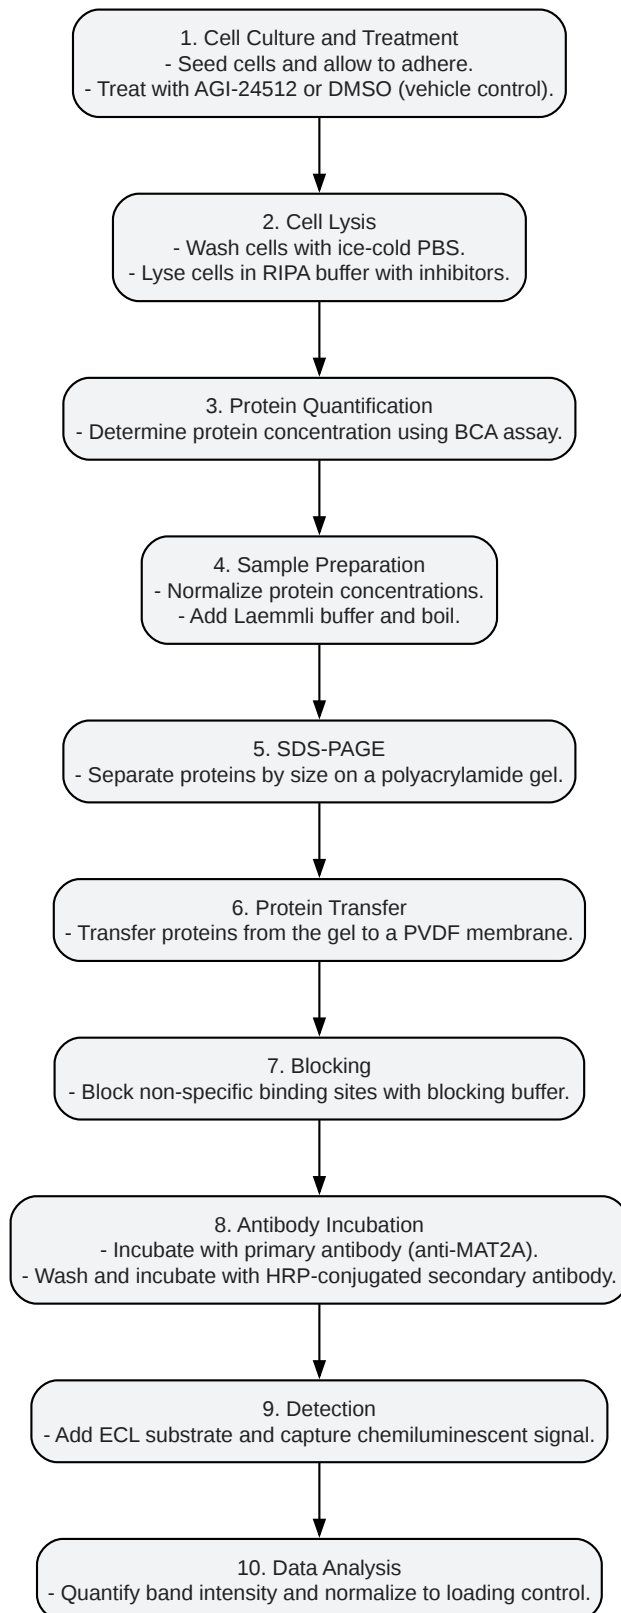 1. Cell Culture and Treatment
- Seed cells and allow to adhere.
- Treat with AGI-24512 or DMSO (vehicle control).
2. Cell Lysis
- Wash cells with ice-cold PBS.
- Lyse cells in RIPA buffer with inhibitors.
3. Protein Quantification
- Determine protein concentration using BCA assay.
4. Sample Preparation
- Normalize protein concentrations.
- Add Laemmli buffer and boil.
5. SDS-PAGE
- Separate proteins by size on a polyacrylamide gel.
6. Protein Transfer
- Transfer proteins from the gel to a PVDF membrane.
7. Blocking
- Block non-specific binding sites with blocking buffer.
8. Antibody Incubation
- Incubate with primary antibody (anti-MAT2A).
- Wash and incubate with HRP-conjugated secondary antibody.
9. Detection
- Add ECL substrate and capture chemiluminescent signal.
10. Data Analysis
- Quantify band intensity and normalize to loading control.